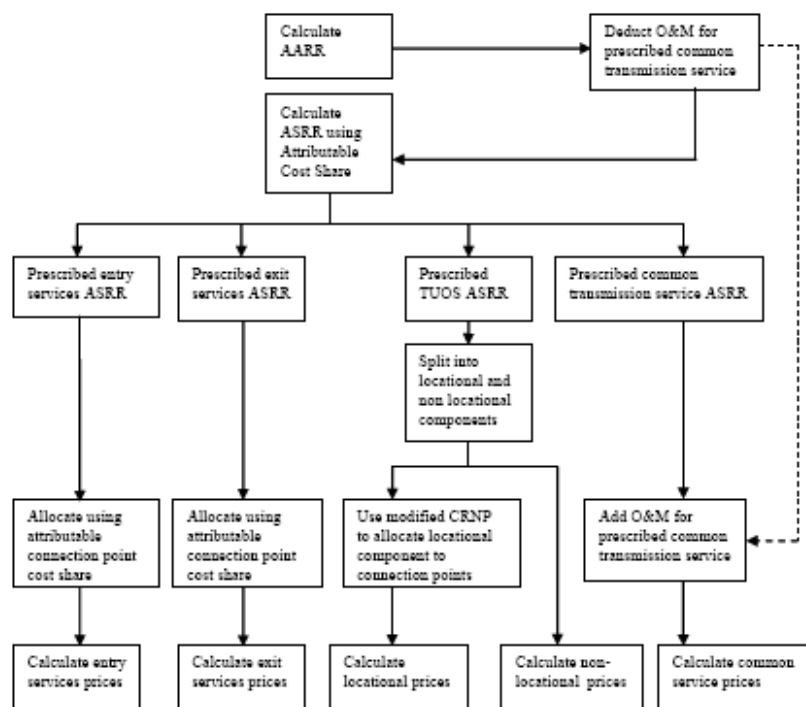 Calculate
AARR
Deduct O&M for
prescribed common
transmission service
Calculate
ASRR using
Attributable
Cost Share
Prescribed entry
services ASRR
Prescribed exit
services ASRR
Prescribed
TUOS ASRR
Prescribed common
transmission service ASRR
Split into
locational and
non locational
components
Allocate using
attributable
connection point
cost share
Allocate using
attributable
connection point
cost share
Use modified CRNP
to allocate locational
component to
connection points
Add O&M for
prescribed common
transmission service
Calculate entry
services prices
Calculate exit
services prices
Calculate
locational prices
Calculate non-
locational prices
Calculate common
service prices